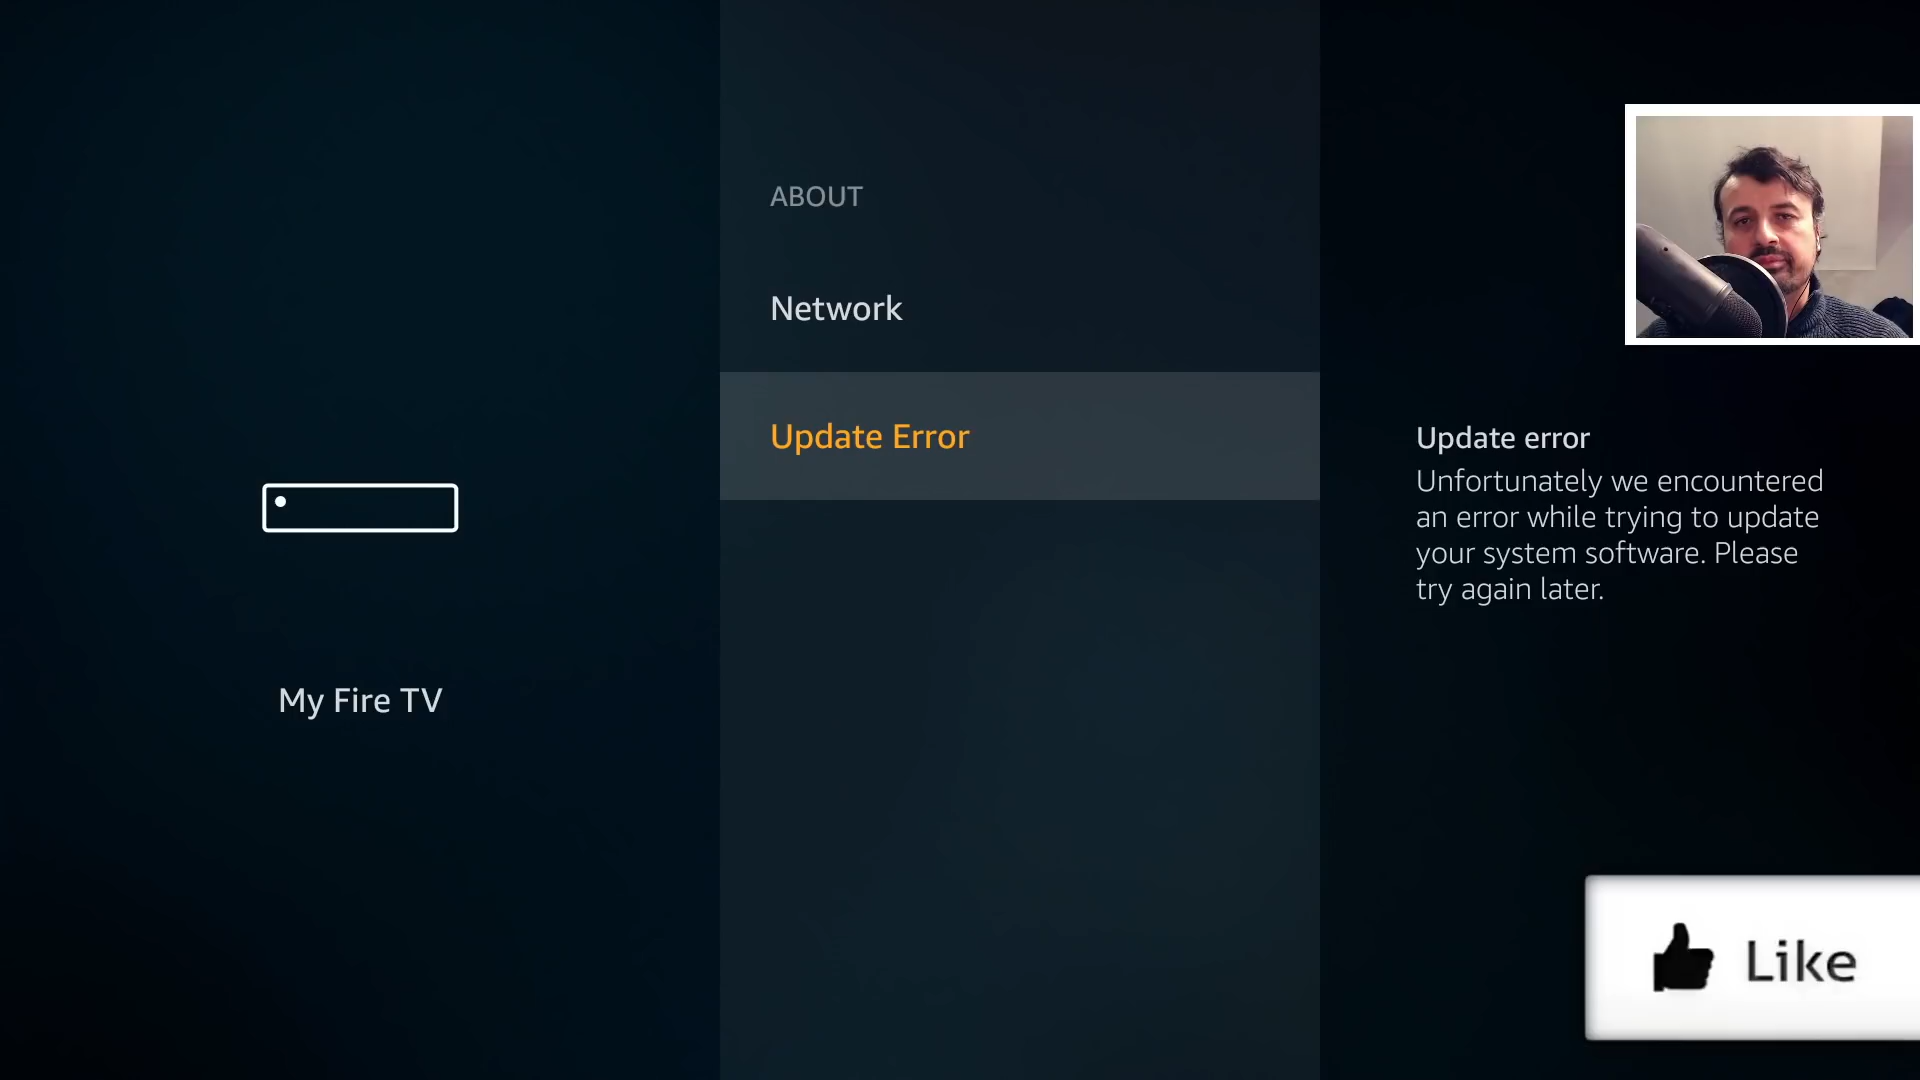 ABOUT
Network
Update Error
My Fire TV
Update error
Unfortunately we encountered
an error while trying to update
your system software. Please
try again later.
Like